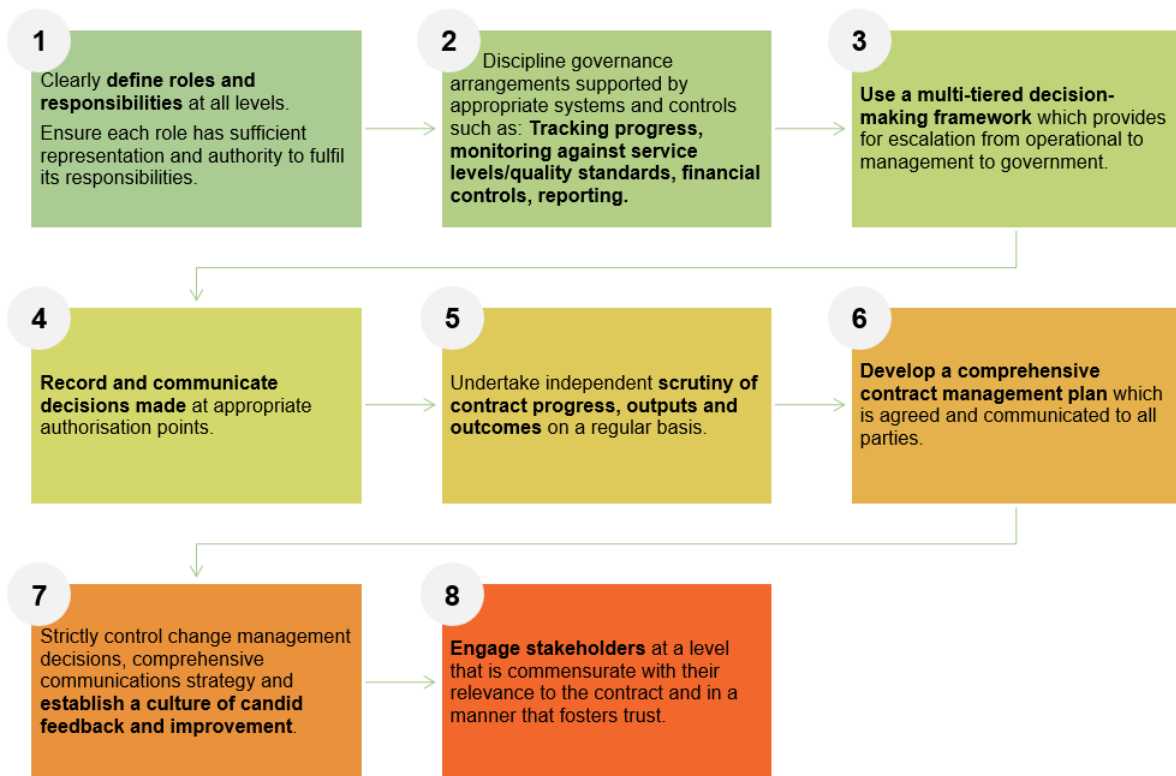 1
Clearly define roles and
responsibilities at all levels.
Ensure each role has sufficient
representation and authority to fulfil
its responsibilities.
2
Discipline governance
arrangements supported by
appropriate systems and controls
such as: Tracking progress,
monitoring against service
levels/quality standards, financial
controls, reporting.
3
Use a multi-tiered decision-
making framework which provides
for escalation from operational to
management to government.
4
Record and communicate
decisions made at appropriate
authorisation points.
5
Undertake independent scrutiny of
contract progress, outputs and
outcomes on a regular basis.
6
Develop a comprehensive
contract management plan which
is agreed and communicated to all
parties.
7
Strictly control change management
decisions, comprehensive
communications strategy and
establish a culture of candid
feedback and improvement.
8
Engage stakeholders at a level
that is commensurate with their
relevance to the contract and in a
manner that fosters trust.